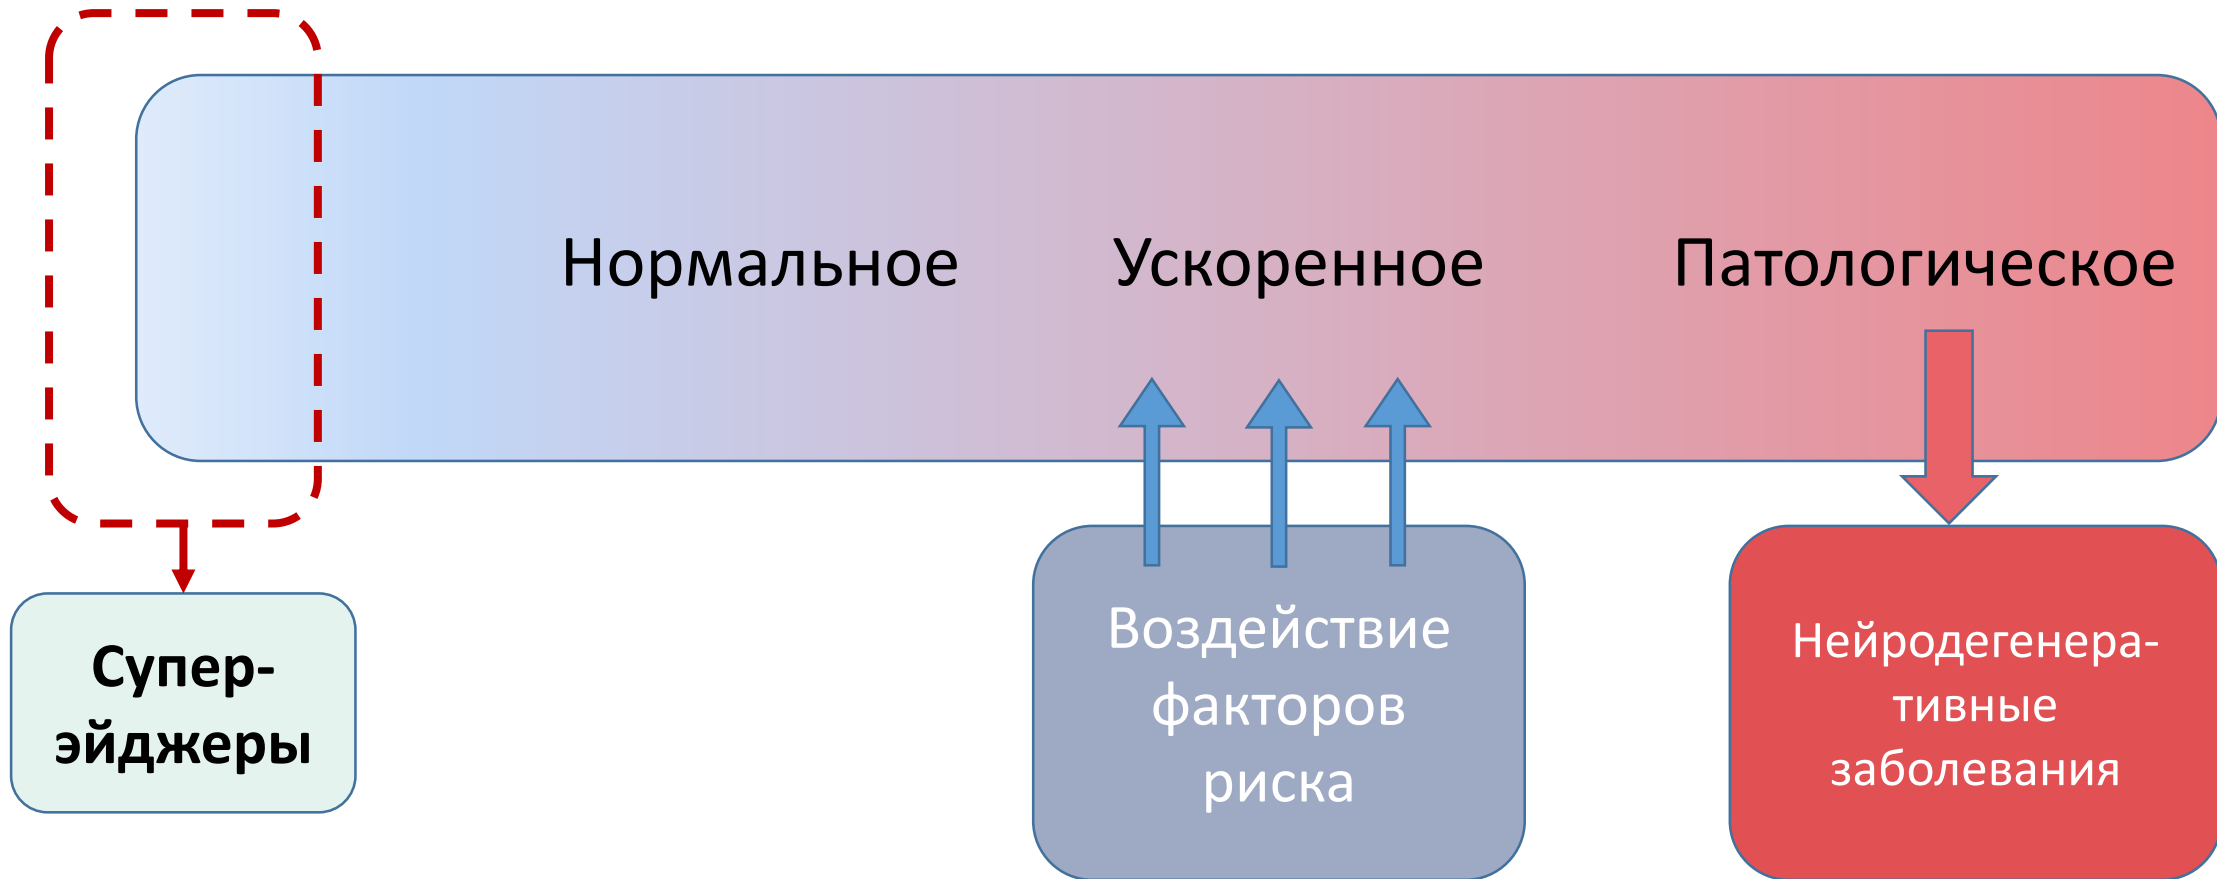 Нормальное
Ускоренное
Патологическое
Супер-
эйджеры
Воздействие
факторов
риска
Нейродегенера-
тивные
заболевания